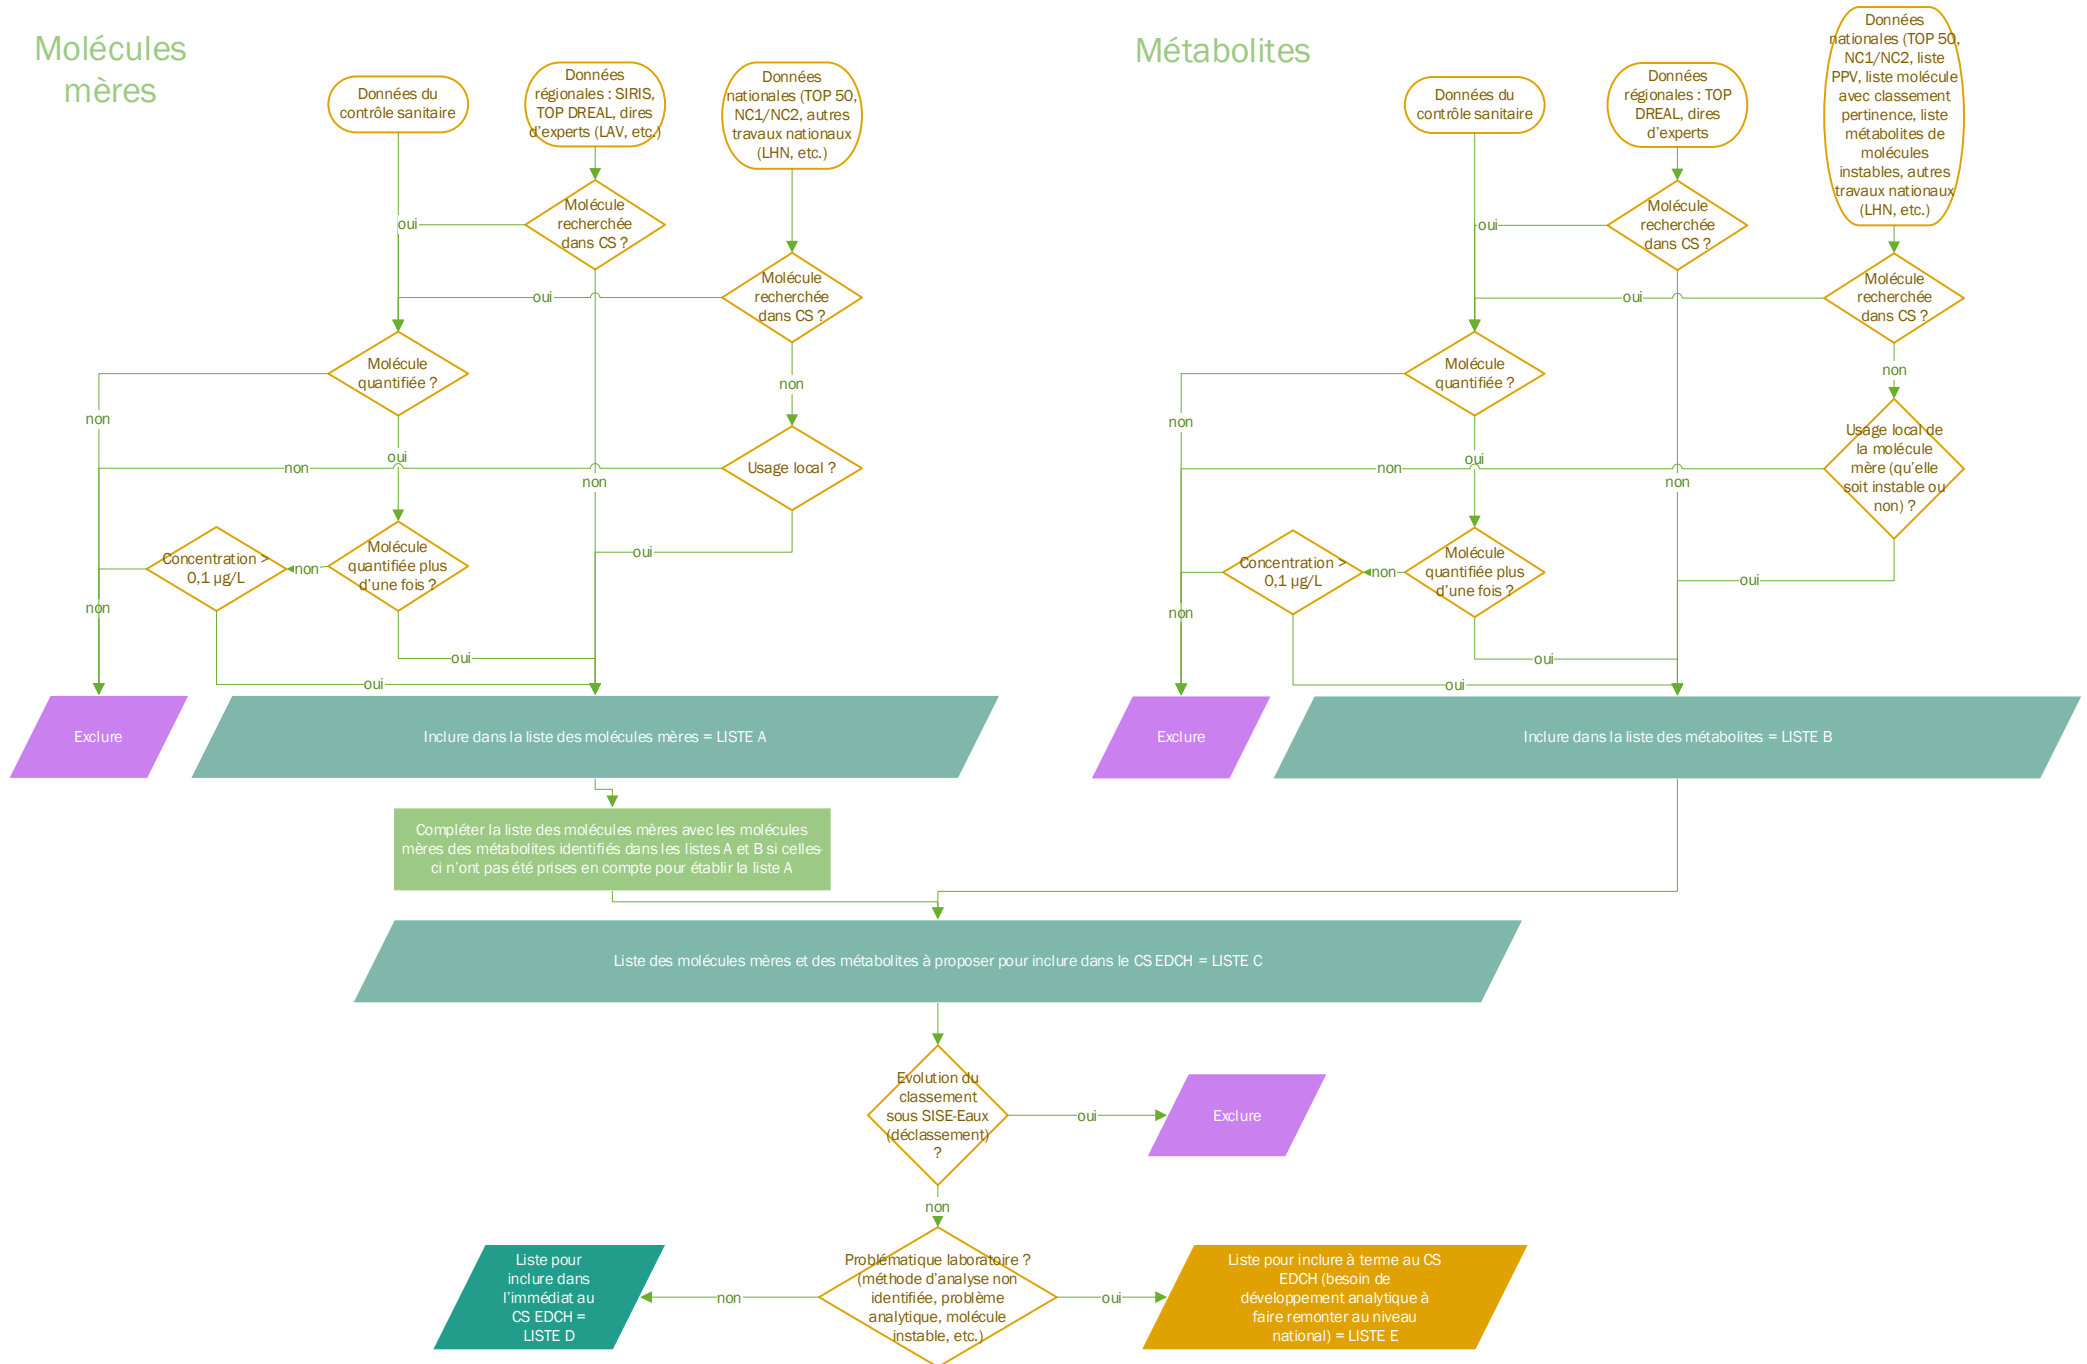 Molécules
mères
Données du
contrôle sanitaire
Données
régionales : SIRIS,
TOP DREAL, dires
d'experts (LAV, etc.)
Données
nationales (TOP 50,
NC1/NC2, autres
travaux nationaux
(LHN, etc.)
Molécule
recherchée
dans CS ?
oui
Molécule
recherchée
dans CS ?
oui
Molécule
quantifiée ?
non
non
oui
Usage local ?
non
non
oui
Molécule
quantifiée plus
d'une fois ?
non
Concentration >
0,1 µg/L
non
oui
oui
Exclure
Inclure dans la liste des molécules mères = LISTE A
Métabolites
Données du
contrôle sanitaire
Données
régionales : TOP
DREAL, dires
d'experts
Données
nationales (TOP 50,
NC1/NC2, liste
PPV, liste molécule
avec classement
pertinence, liste
métabolites de
molécules
instables, autres
travaux nationaux
(LHN, etc.)
Molécule
recherchée
dans CS ?
oui
Molécule
recherchée
dans CS ?
oui
Molécule
quantifiée ?
non
non
oui
Usage local de
la molécule
mère (qu'elle
soit instable ou
non) ?
non
non
oui
Molécule
quantifiée plus
d'une fois ?
non
Concentration >
0,1 µg/L
non
oui
oui
Exclure
Inclure dans la liste des métabolites = LISTE B
Compléter la liste des molécules mères avec les molécules
mères des métabolites identifiés dans les listes A et B si celles-
ci n'ont pas été prises en compte pour établir la liste A
Liste des molécules mères et des métabolites à proposer pour inclure dans le CS EDCH = LISTE C
Evolution du
classement
sous SISE-Eaux
(déclassement)
?
oui
Exclure
non
Problématique laboratoire ?
(méthode d'analyse non
identifiée, problème
analytique, molécule
instable, etc.)
non
Liste pour
inclure dans
l'immédiat au
CS EDCH =
LISTE D
oui
Liste pour inclure à terme au CS
EDCH (besoin de
développement analytique à
faire remonter au niveau
national) = LISTE E